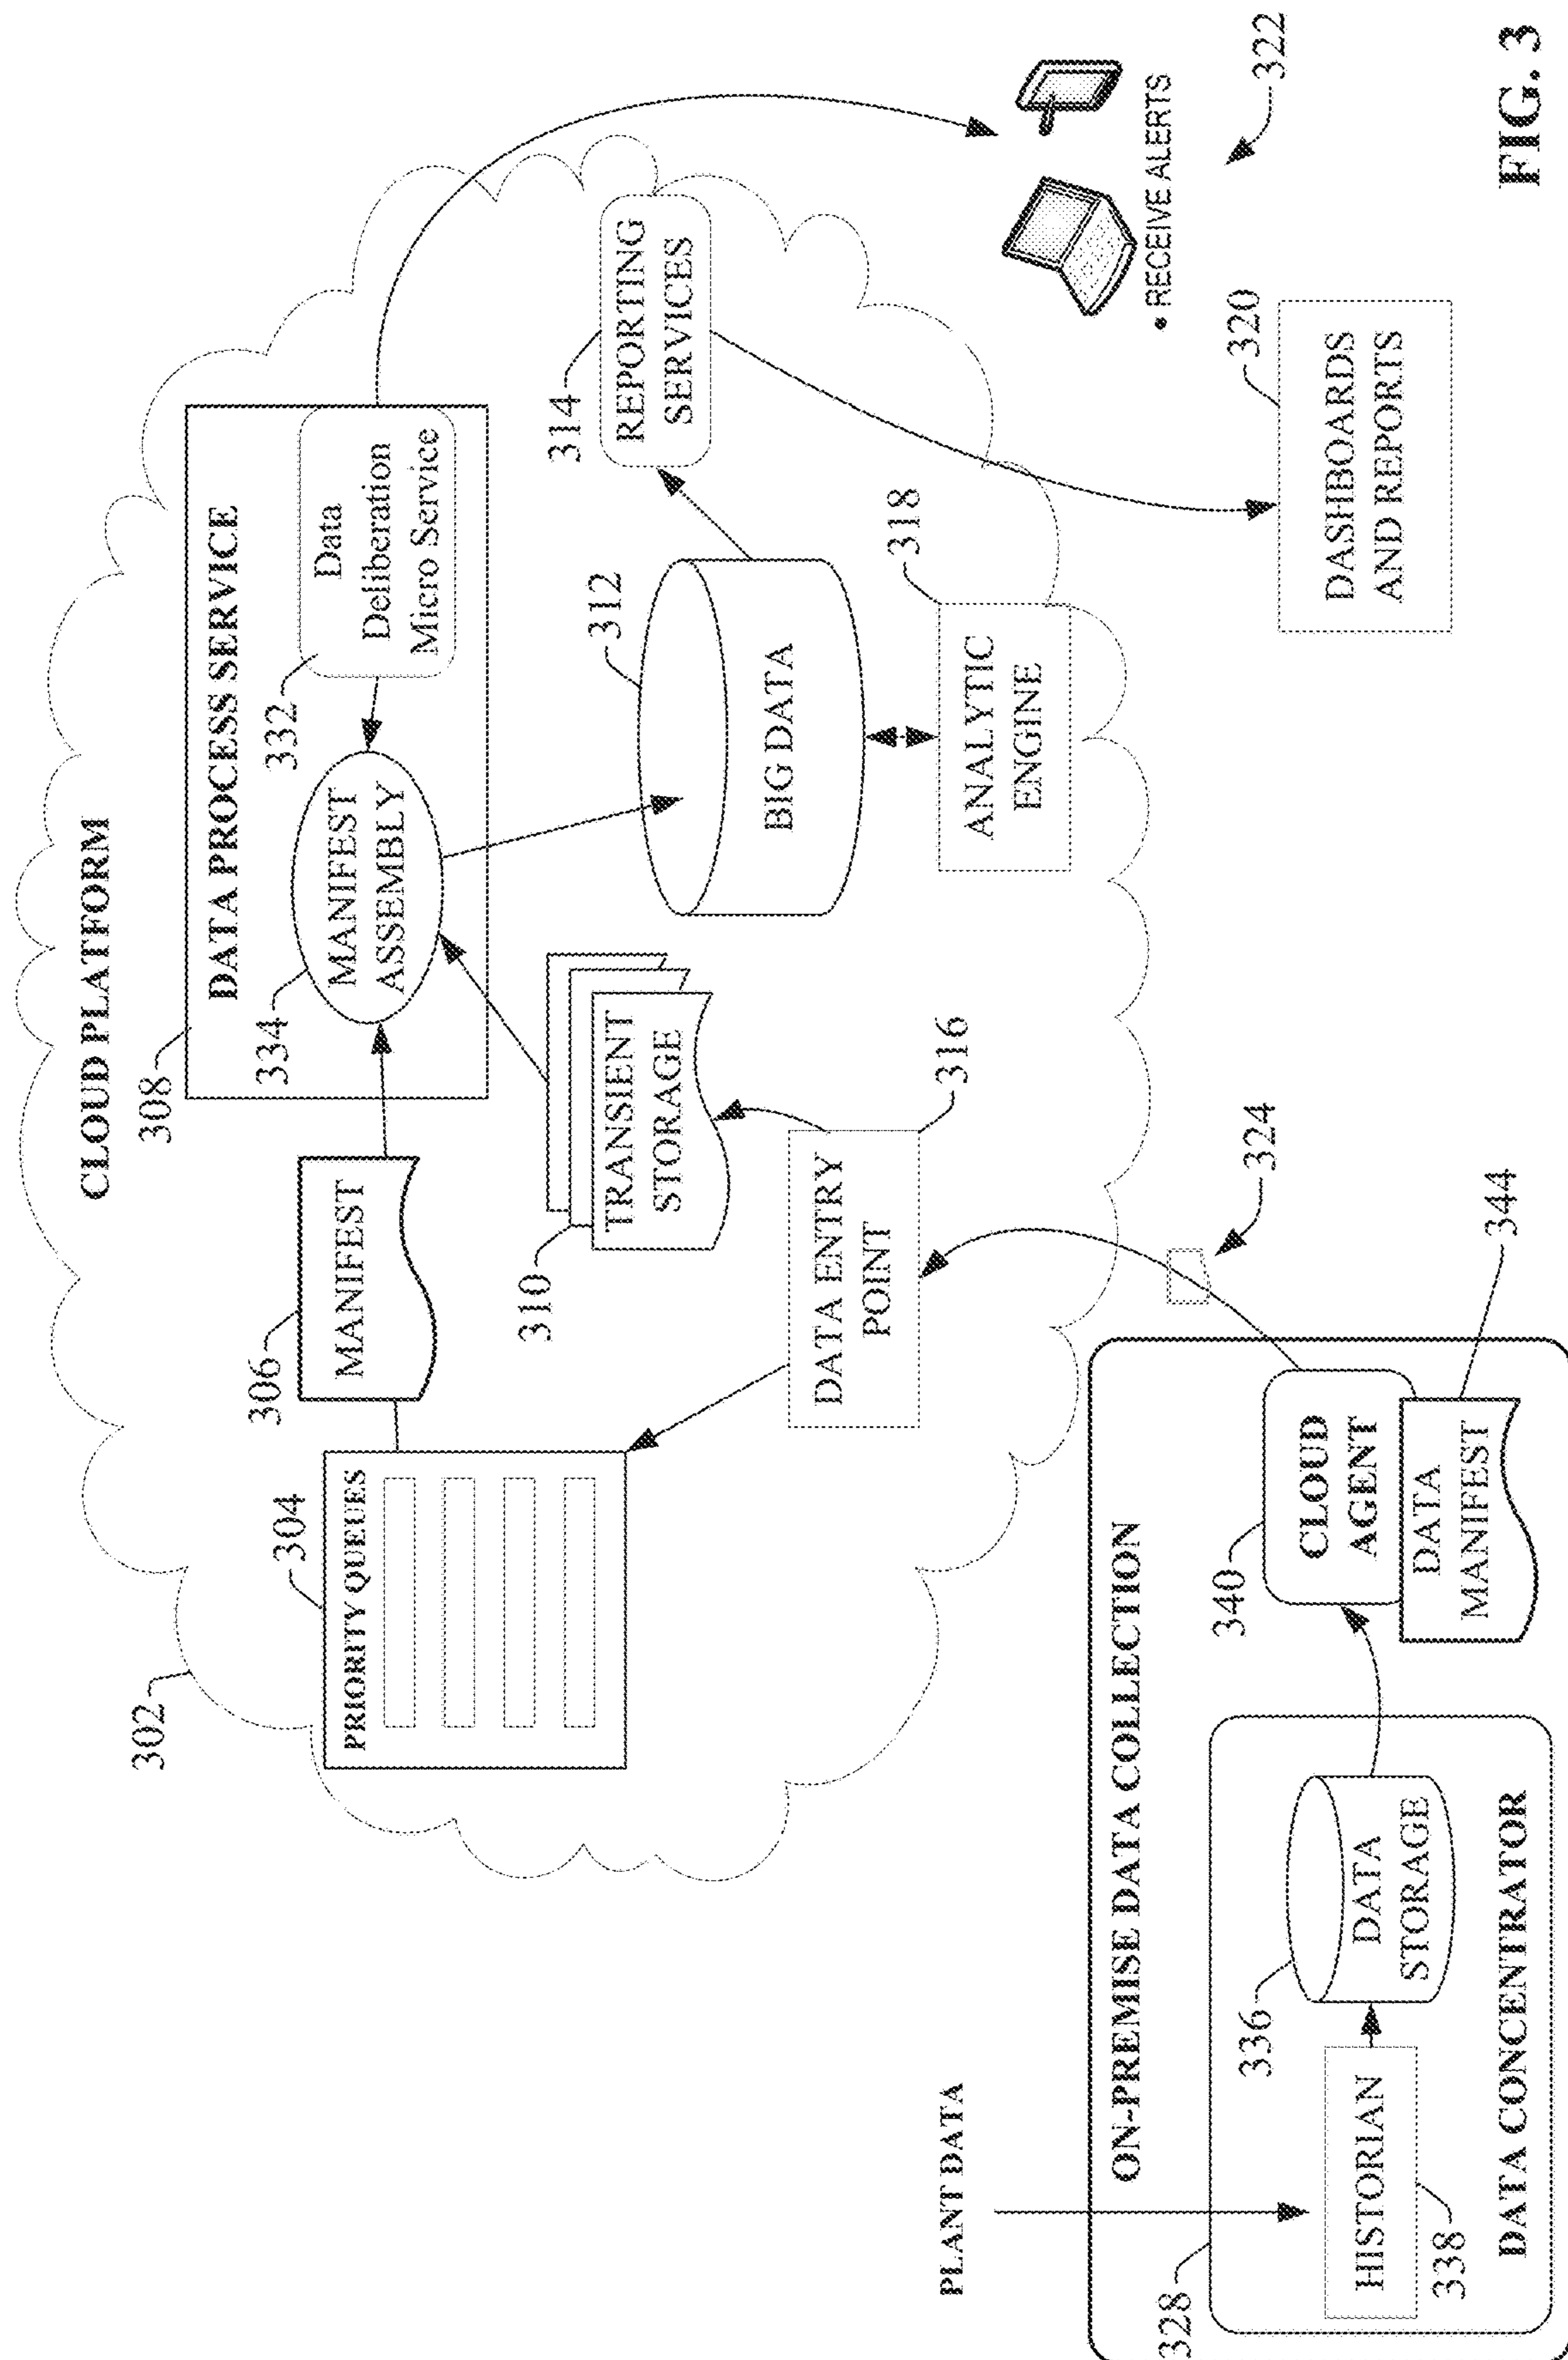 CLOUD PLATFORM
302
304
PRIORITY QUEUES
306
MANIFEST
308
DATA PROCESS SERVICE
334
MANIFEST
ASSEMBLY
332
Data
Deliberation
Micro Service
310
TRANSIENT
STORAGE
312
BIG DATA
314
REPORTING
SERVICES
DATA ENTRY
POINT
316
ANALYTIC
ENGINE
318
PLANT DATA
324
• RECEIVE ALERTS
322
320
DASHBOARDS
AND REPORTS
ON-PREMISE DATA COLLECTION
328
HISTORIAN
338
336
DATA
STORAGE
DATA CONCENTRATOR
340
CLOUD
AGENT
DATA
MANIFEST
344
FIG. 3